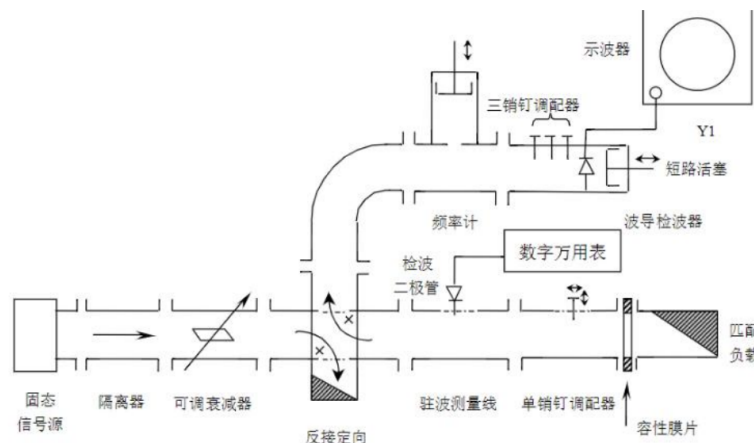 示波器
三销钉调配器
Y1
短路活塞
频率计
波导检波器
检波
二极管
数字万用表
匹配
负载
固态
信号源
隔离器
可调衰减器
驻波测量线
单销钉调配器
反接定向
容性膜片